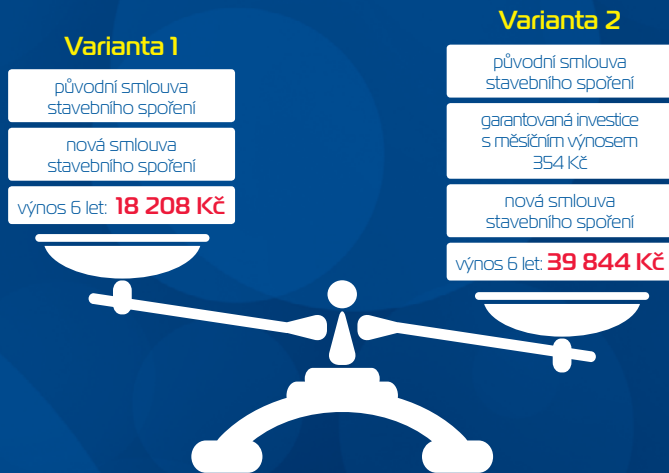 Varianta 1
původní smlouva
stavebního spoření
nová smlouva
stavebního spoření
výnos 6 let: 18 208 Kč
Varianta 2
původní smlouva
stavebního spoření
garantovaná investice
s měsíčním výnosem
354 Kč
nová smlouva
stavebního spoření
výnos 6 let: 39 844 Kč